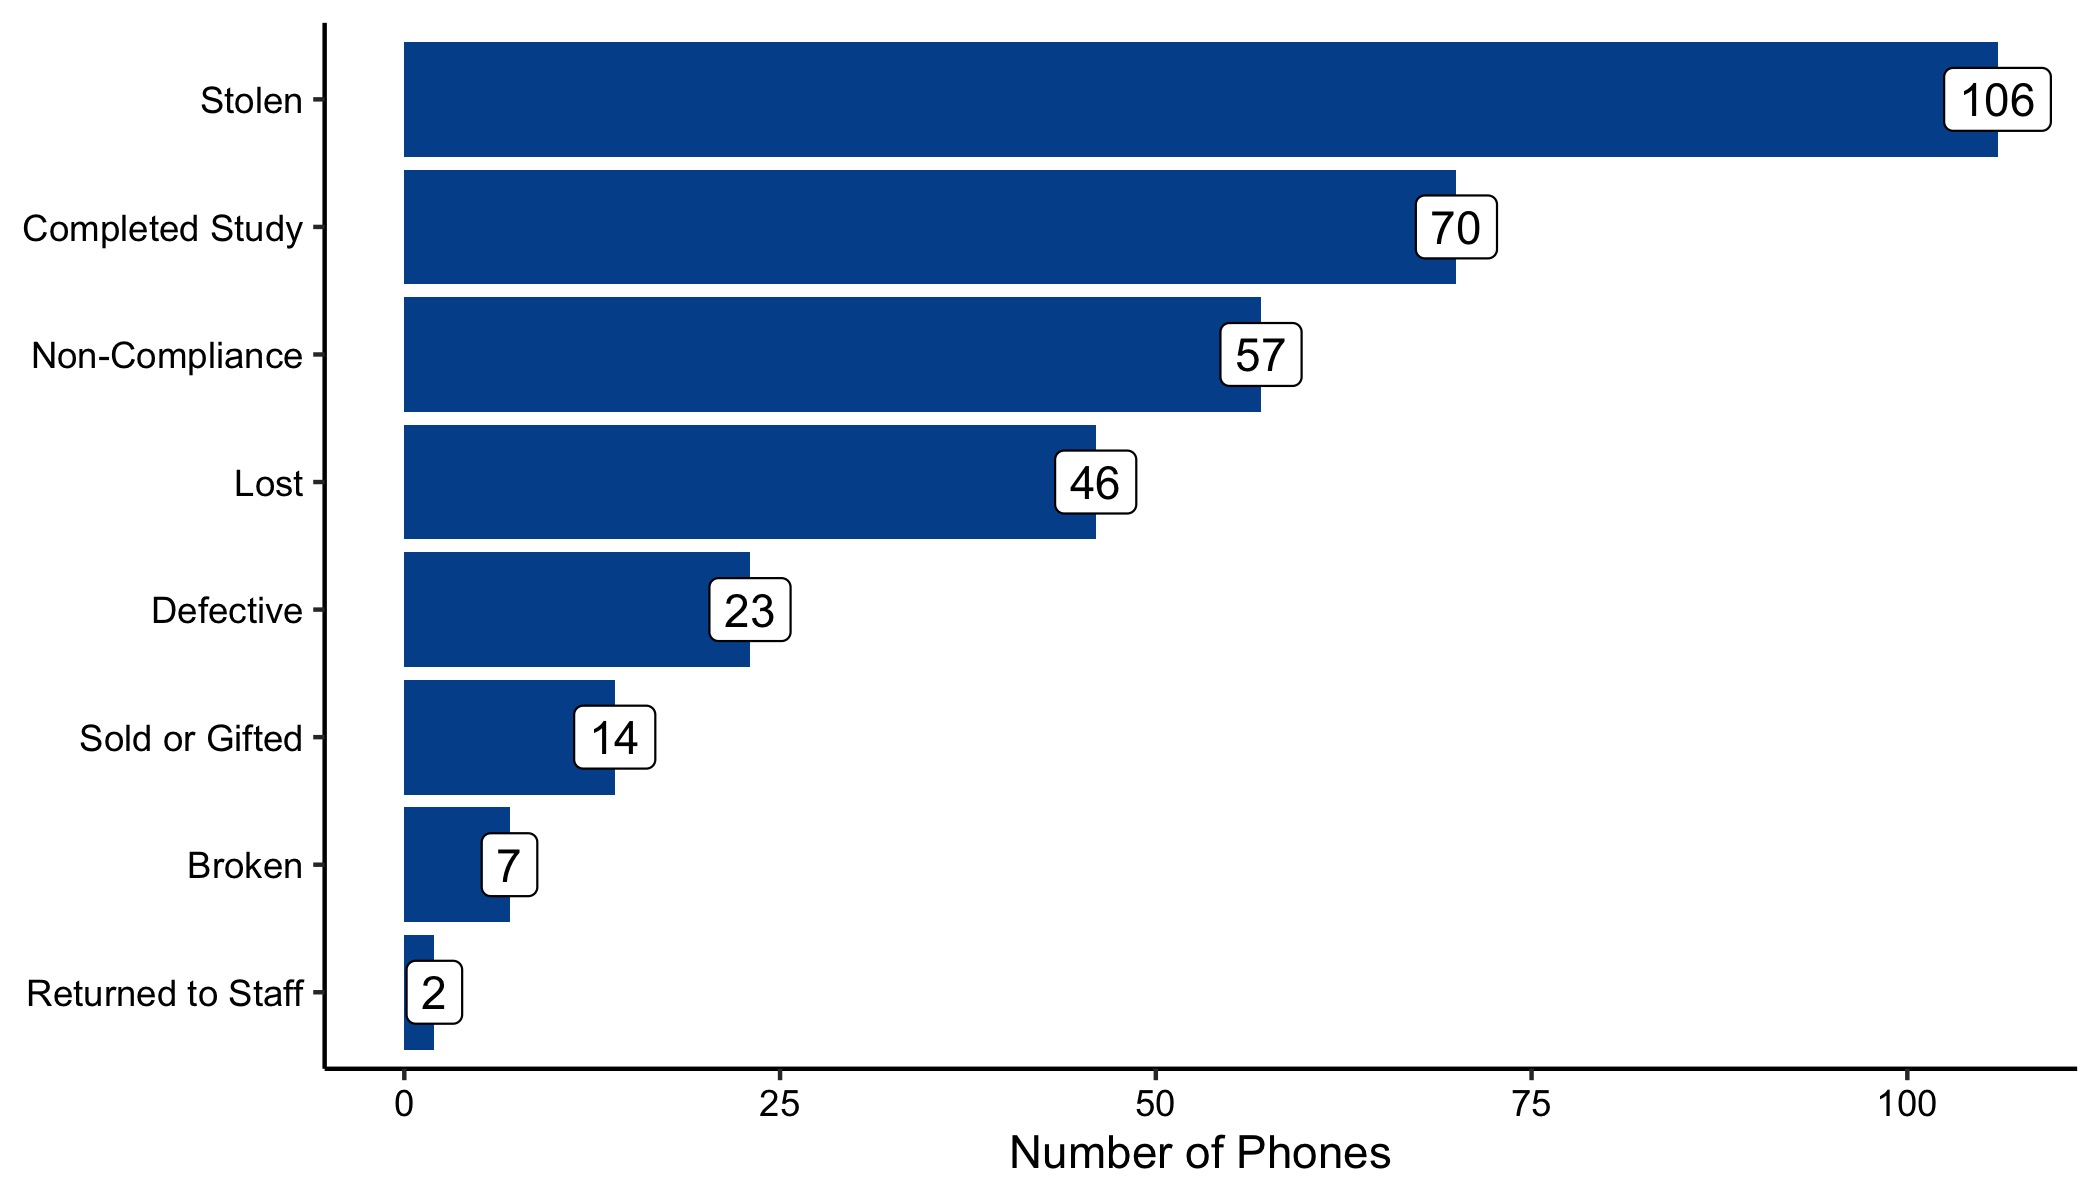 Stolen 106
Completed Study 70
Non-Compliance 57
Lost 46
Defective 23
Sold or Gifted 14
Broken 7
Returned to Staff 2
0 25 50 75 100
Number of Phones